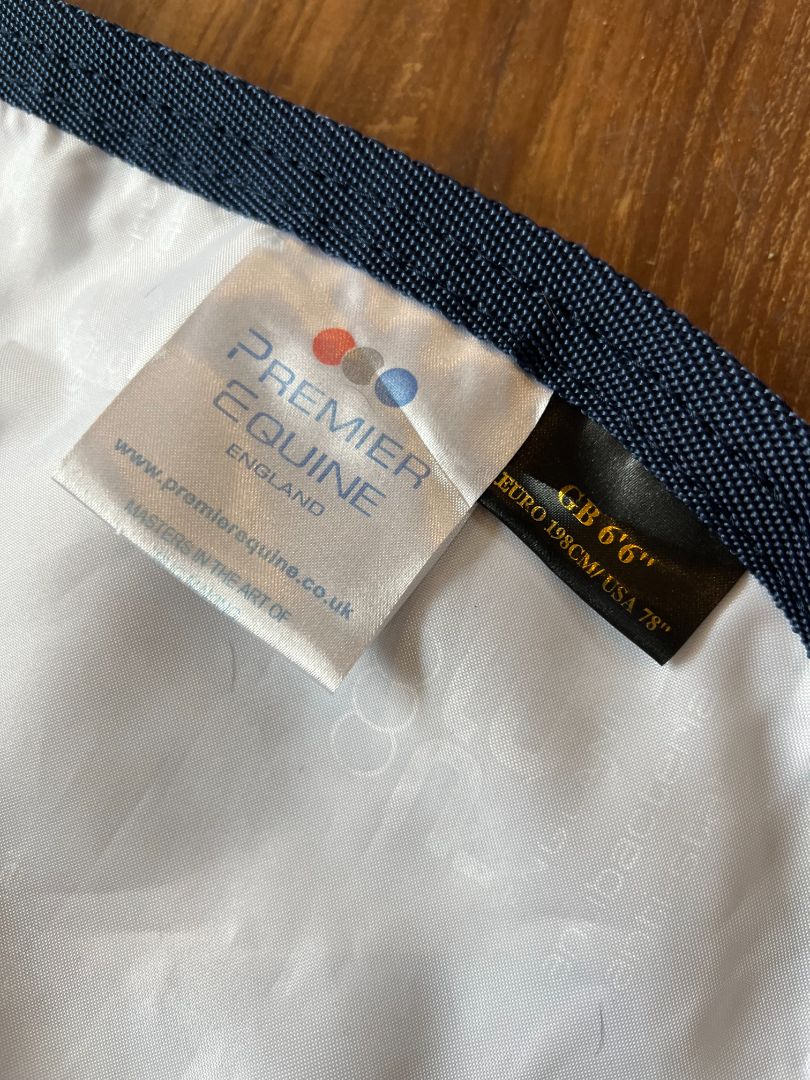 PREMIER
EQUINE
ENGLAND
www.premierequine.co.uk
MASTERS IN THE ART OF
GB 6'6"
EURO 198CM/ USA 78"